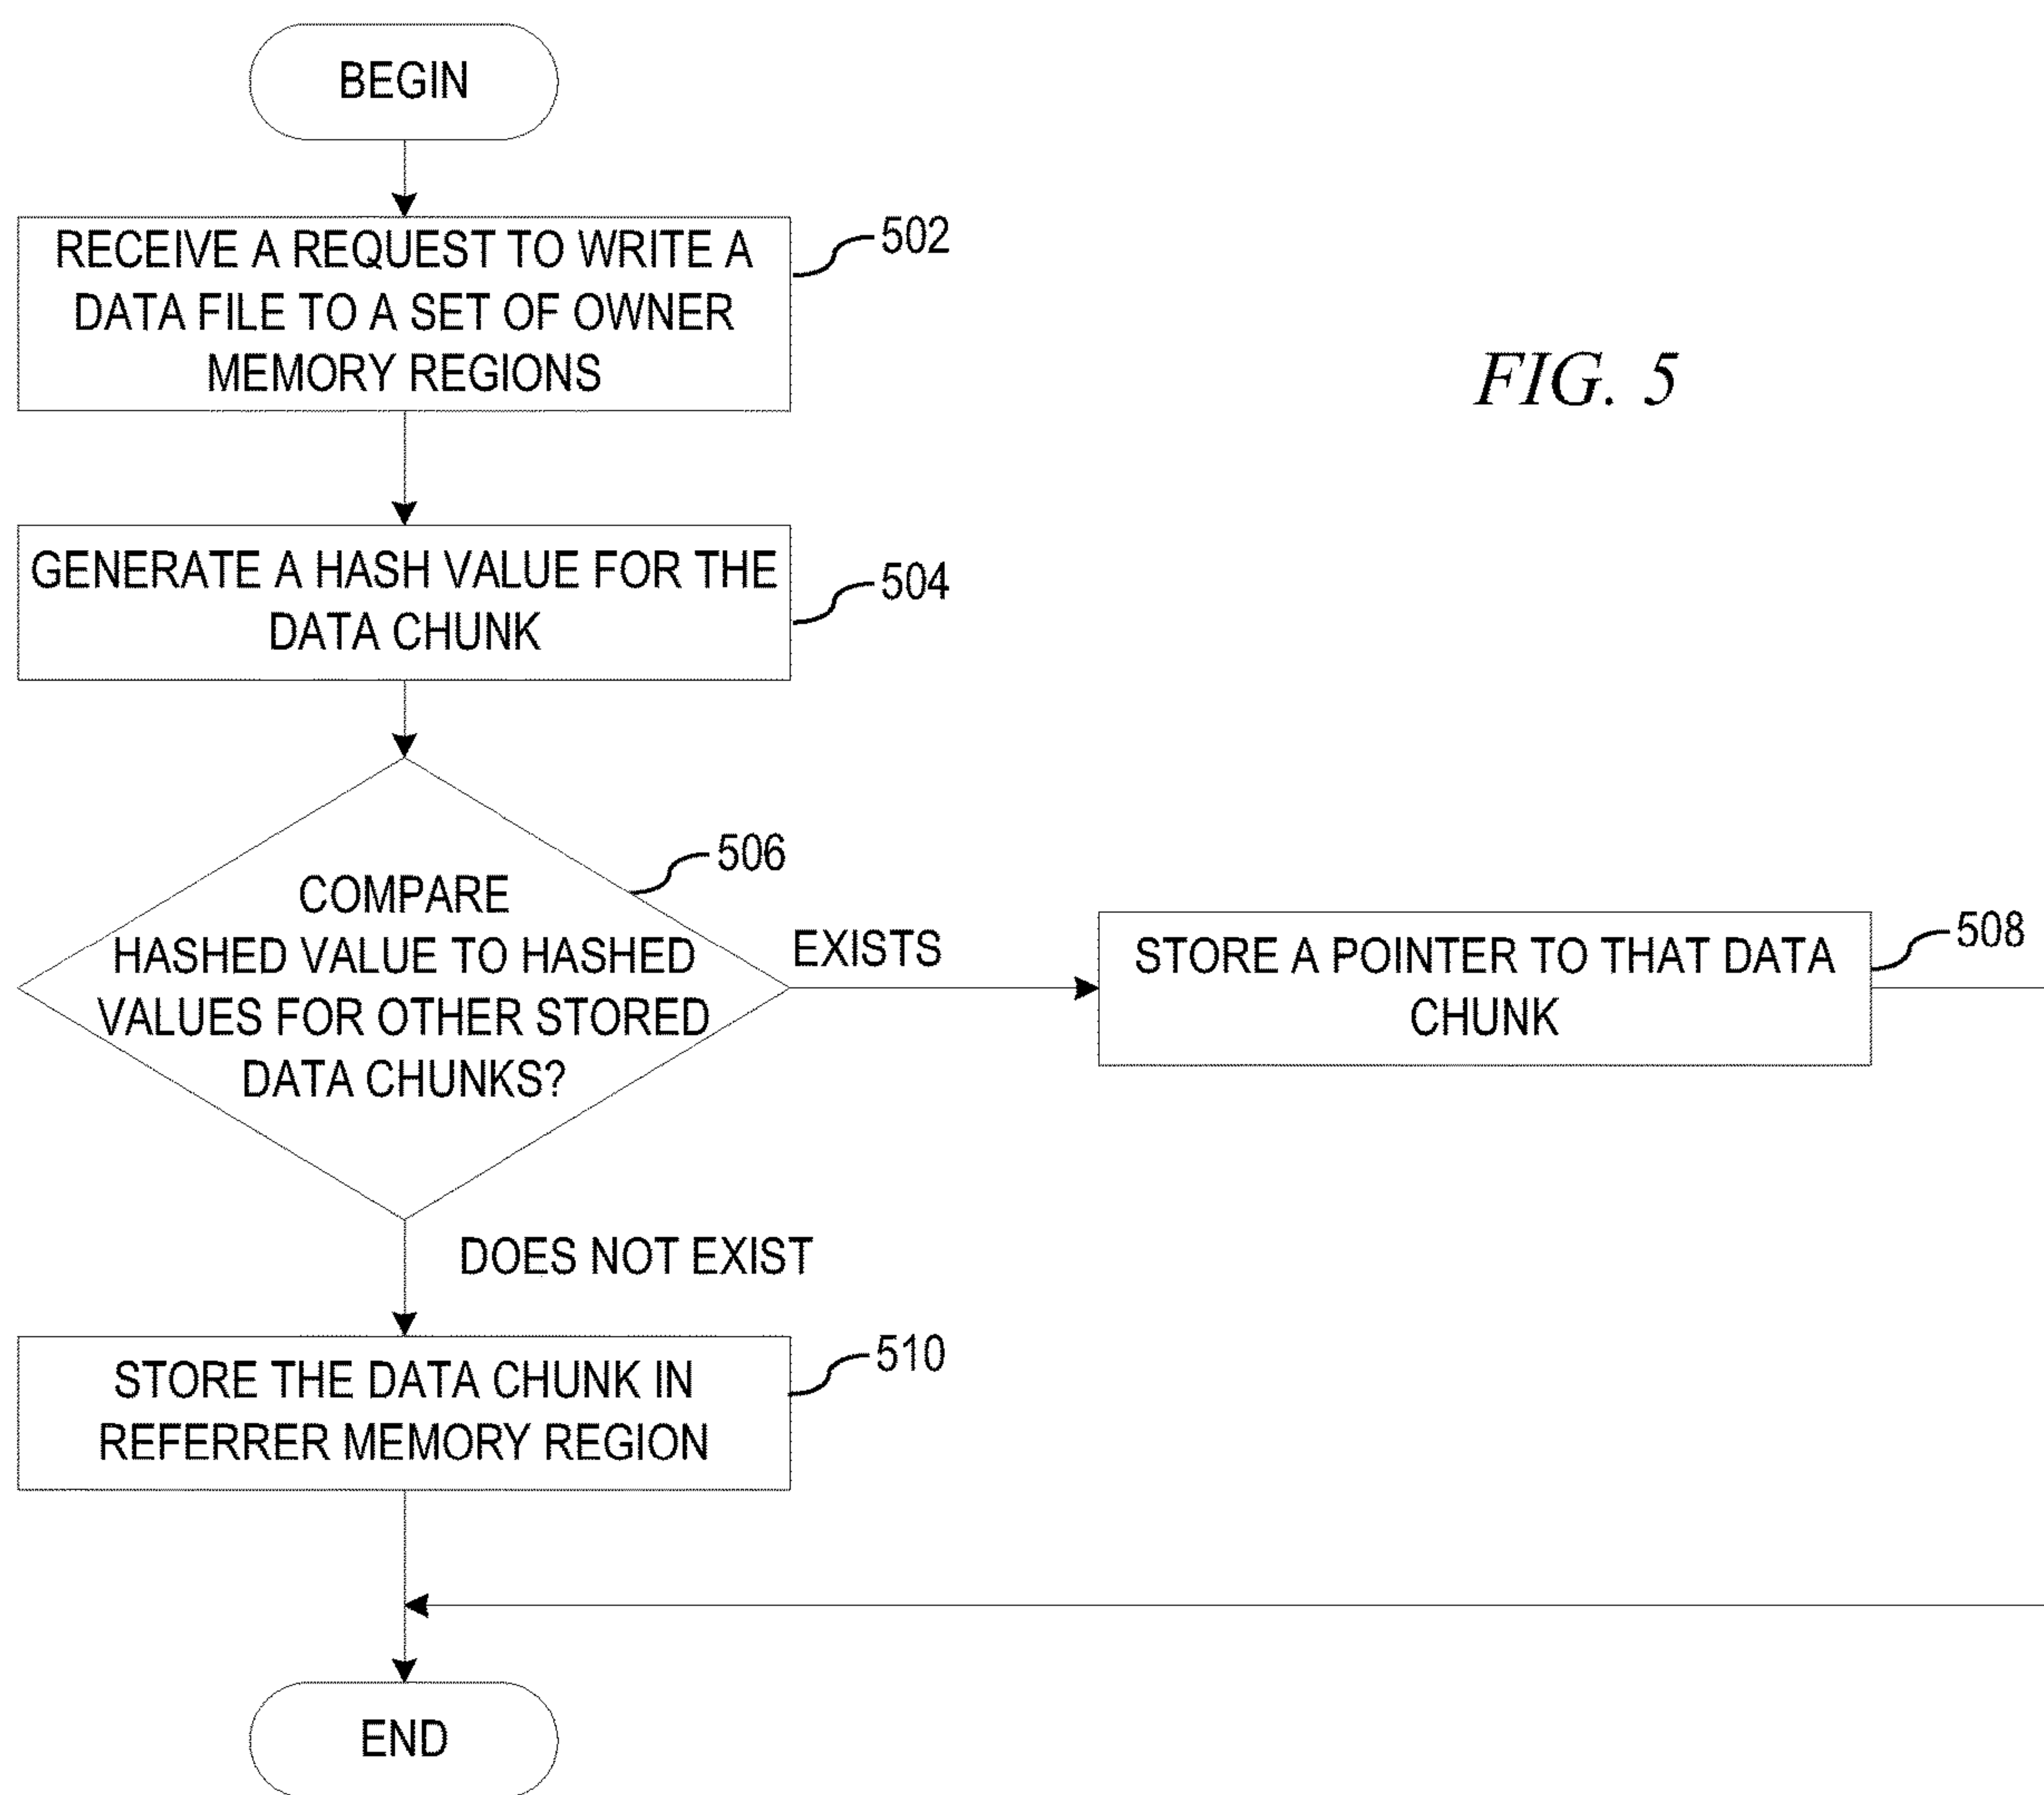 BEGIN
RECEIVE A REQUEST TO WRITE A
DATA FILE TO A SET OF OWNER
MEMORY REGIONS
502
FIG. 5
GENERATE A HASH VALUE FOR THE
DATA CHUNK
504
COMPARE
HASHED VALUE TO HASHED
VALUES FOR OTHER STORED
DATA CHUNKS?
506
EXISTS
STORE A POINTER TO THAT DATA
CHUNK
508
DOES NOT EXIST
STORE THE DATA CHUNK IN
REFERRER MEMORY REGION
510
END